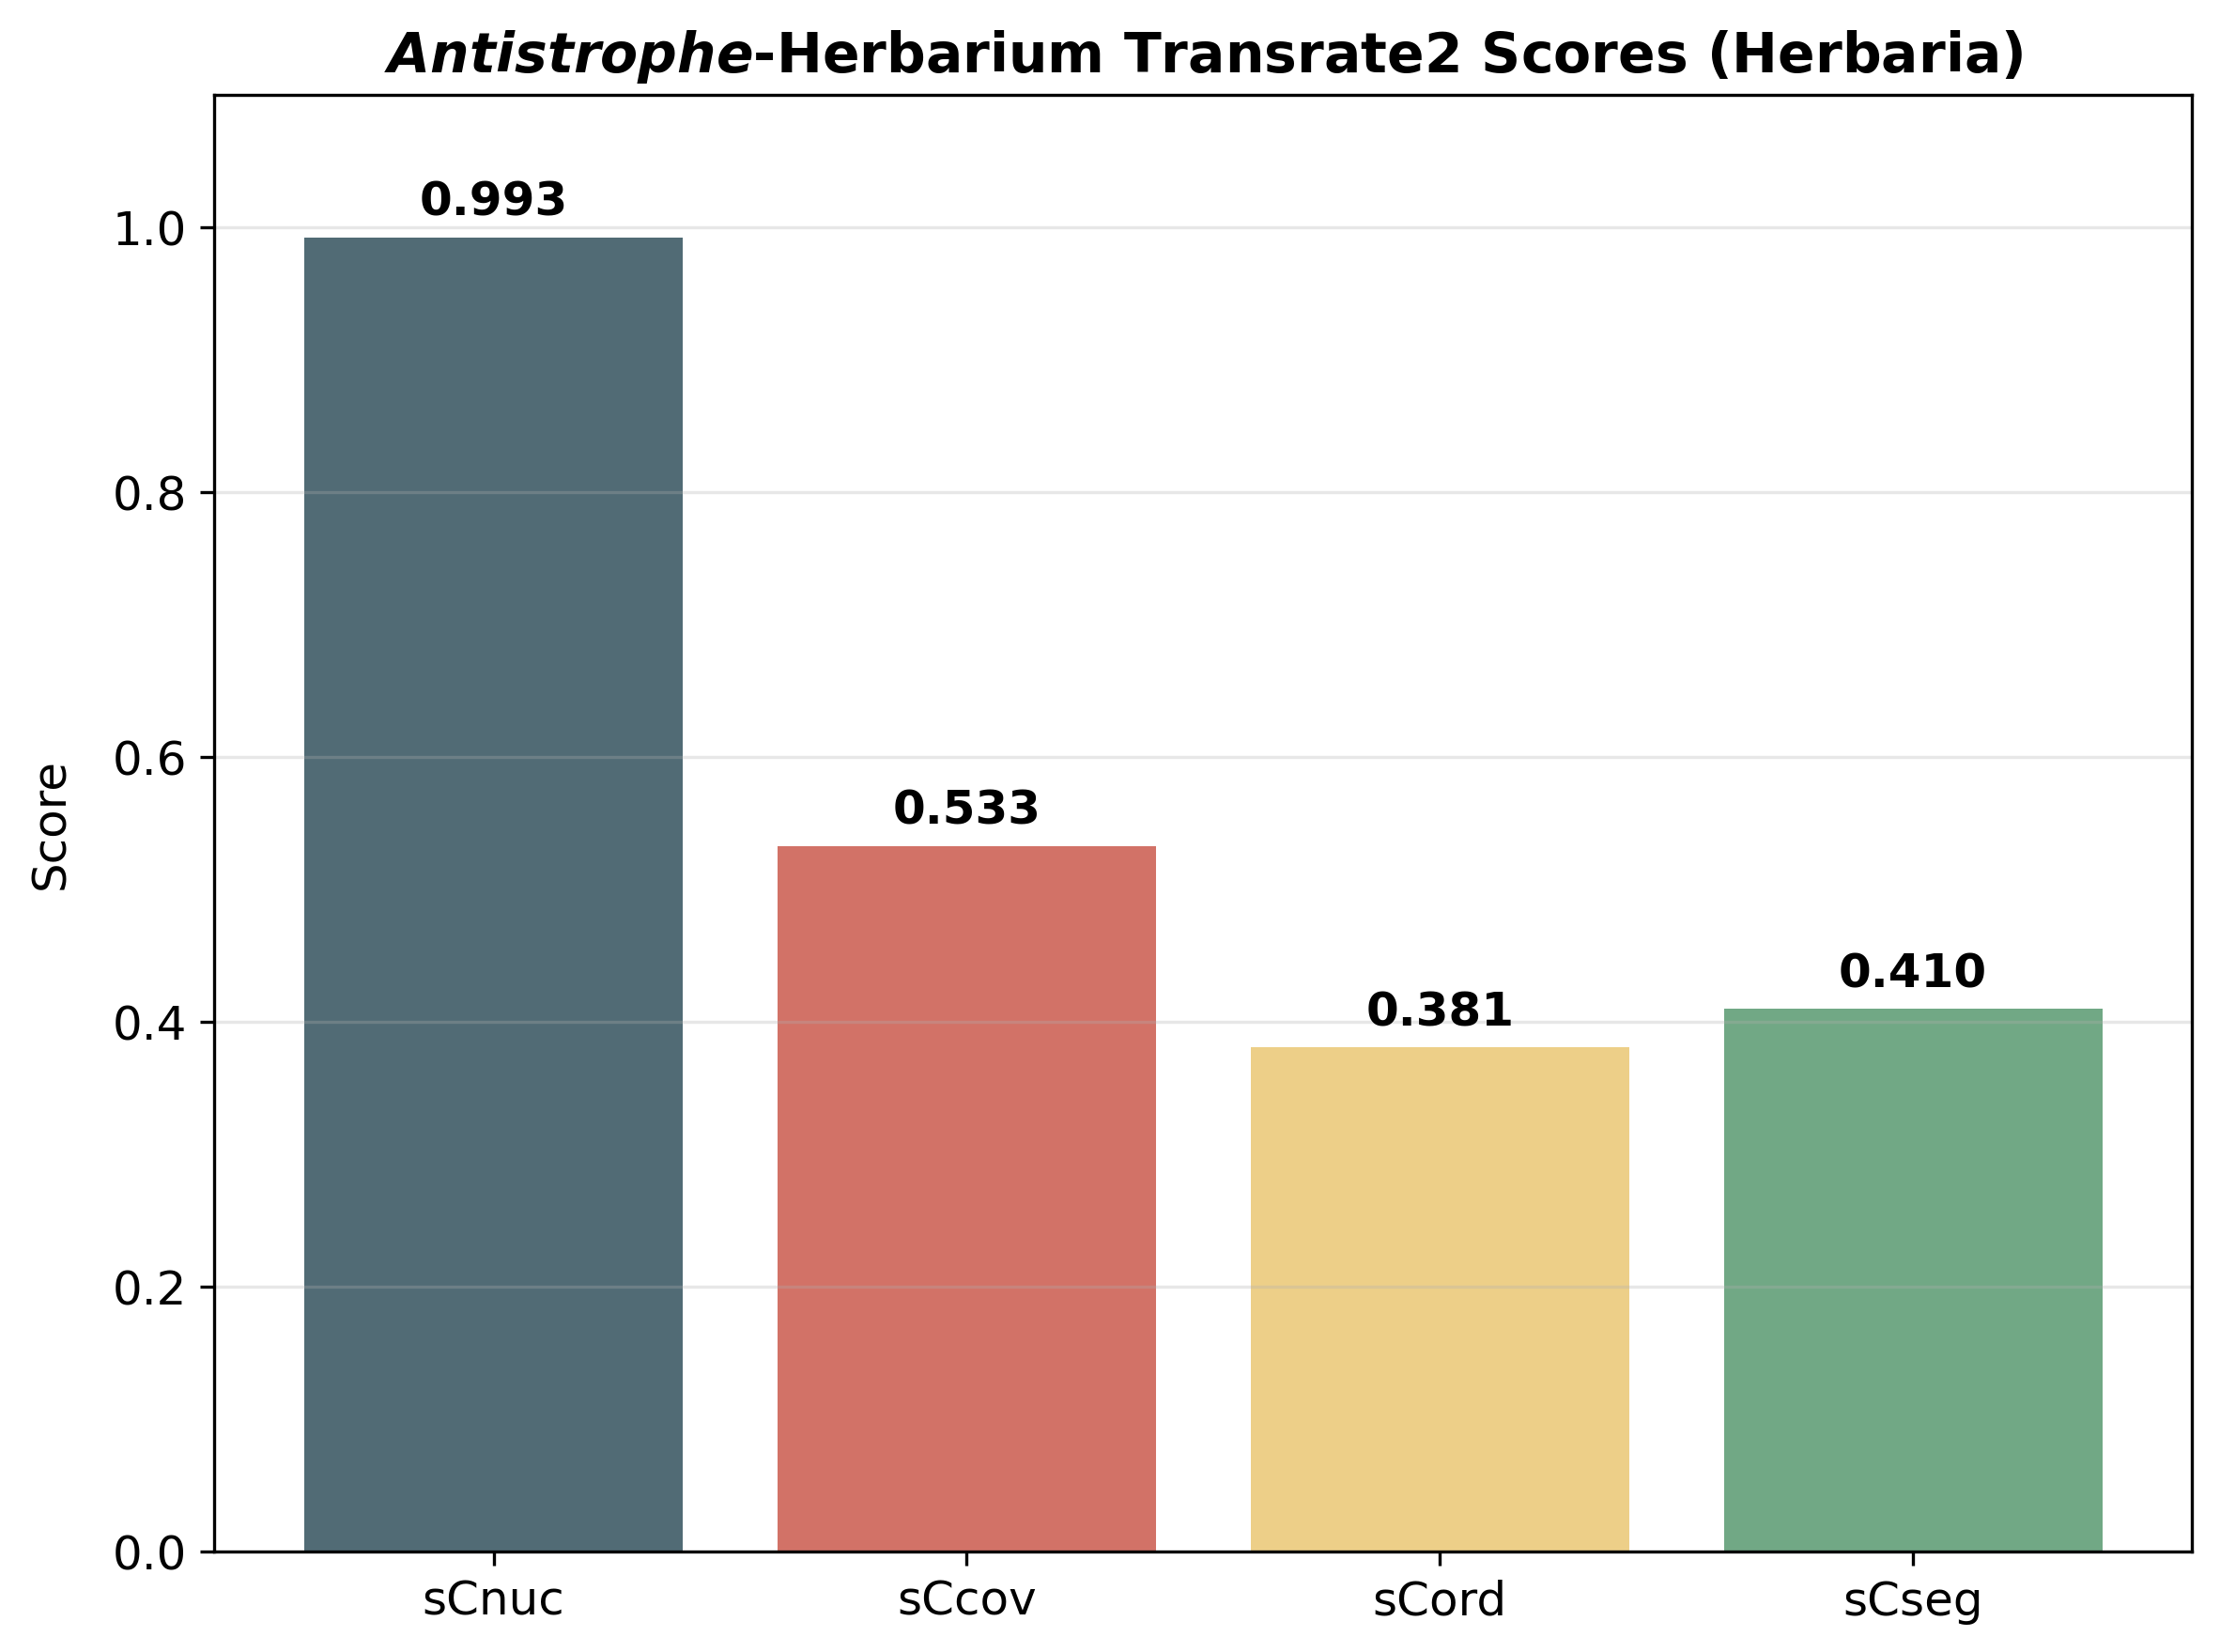 Antistrophe-Herbarium Transrate2 Scores (Herbaria)
Score
1.0
0.8
0.6
0.4
0.2
0.0
0.993
0.533
0.381
0.410
sCnuc
sCcov
sCord
sCseg